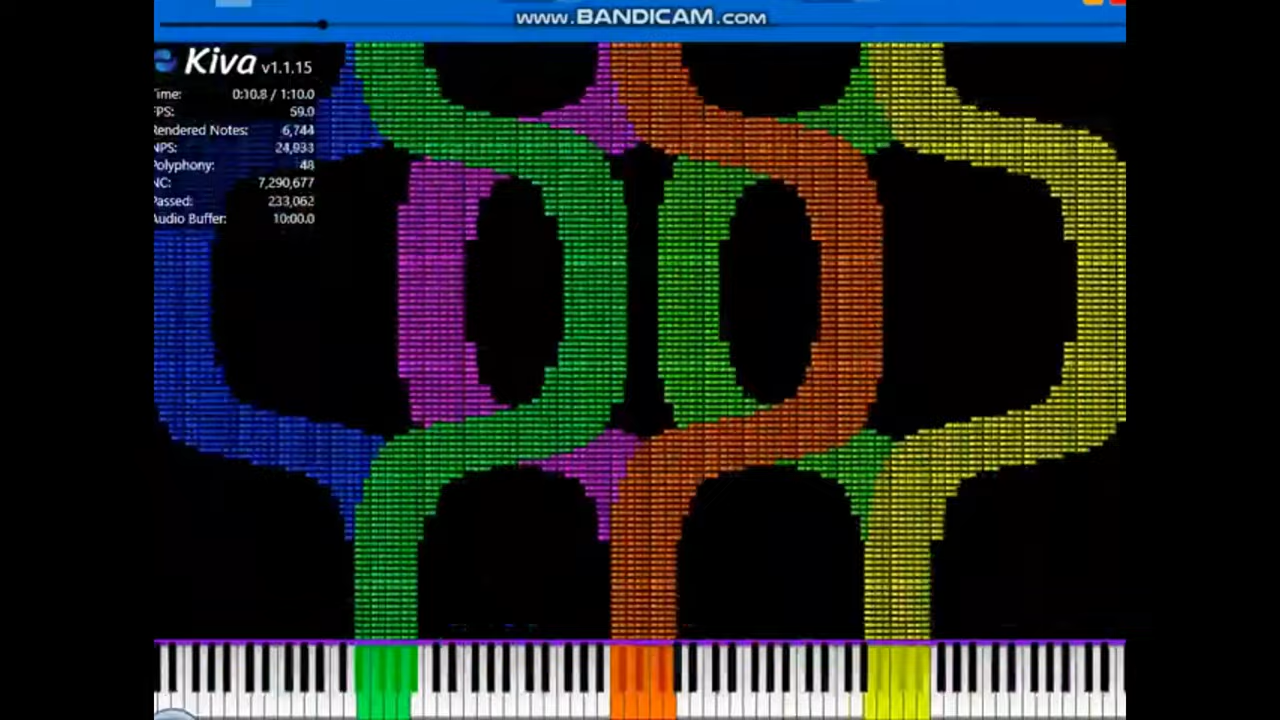 www.BANDICAM.com
Kiva v1.1.15
Time: 0:10.8 / 1:10.0
FPS: 59.0
Rendered Notes: 6,744
NPS: 24,933
Polyphony: 48
NC: 7,290,677
Passed: 233,062
Audio Buffer: 10:00.0